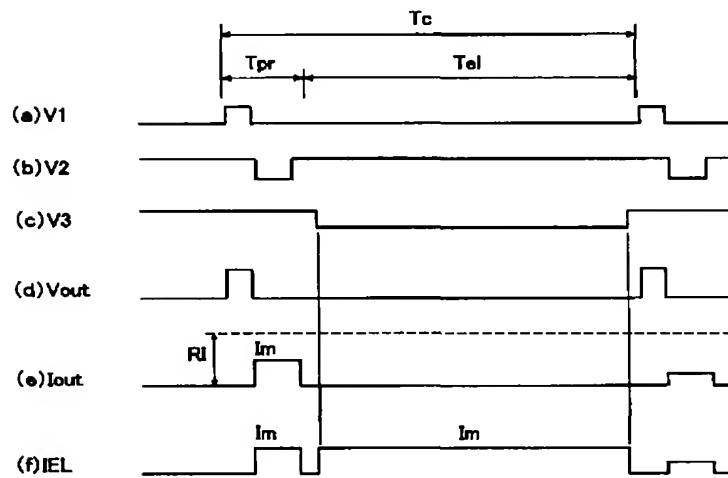 Tc
Tpr
Tel
(a)V1
(b)V2
(c)V3
(d)Vout
RI
Im
(e)Iout
Im
Im
(f)IEL